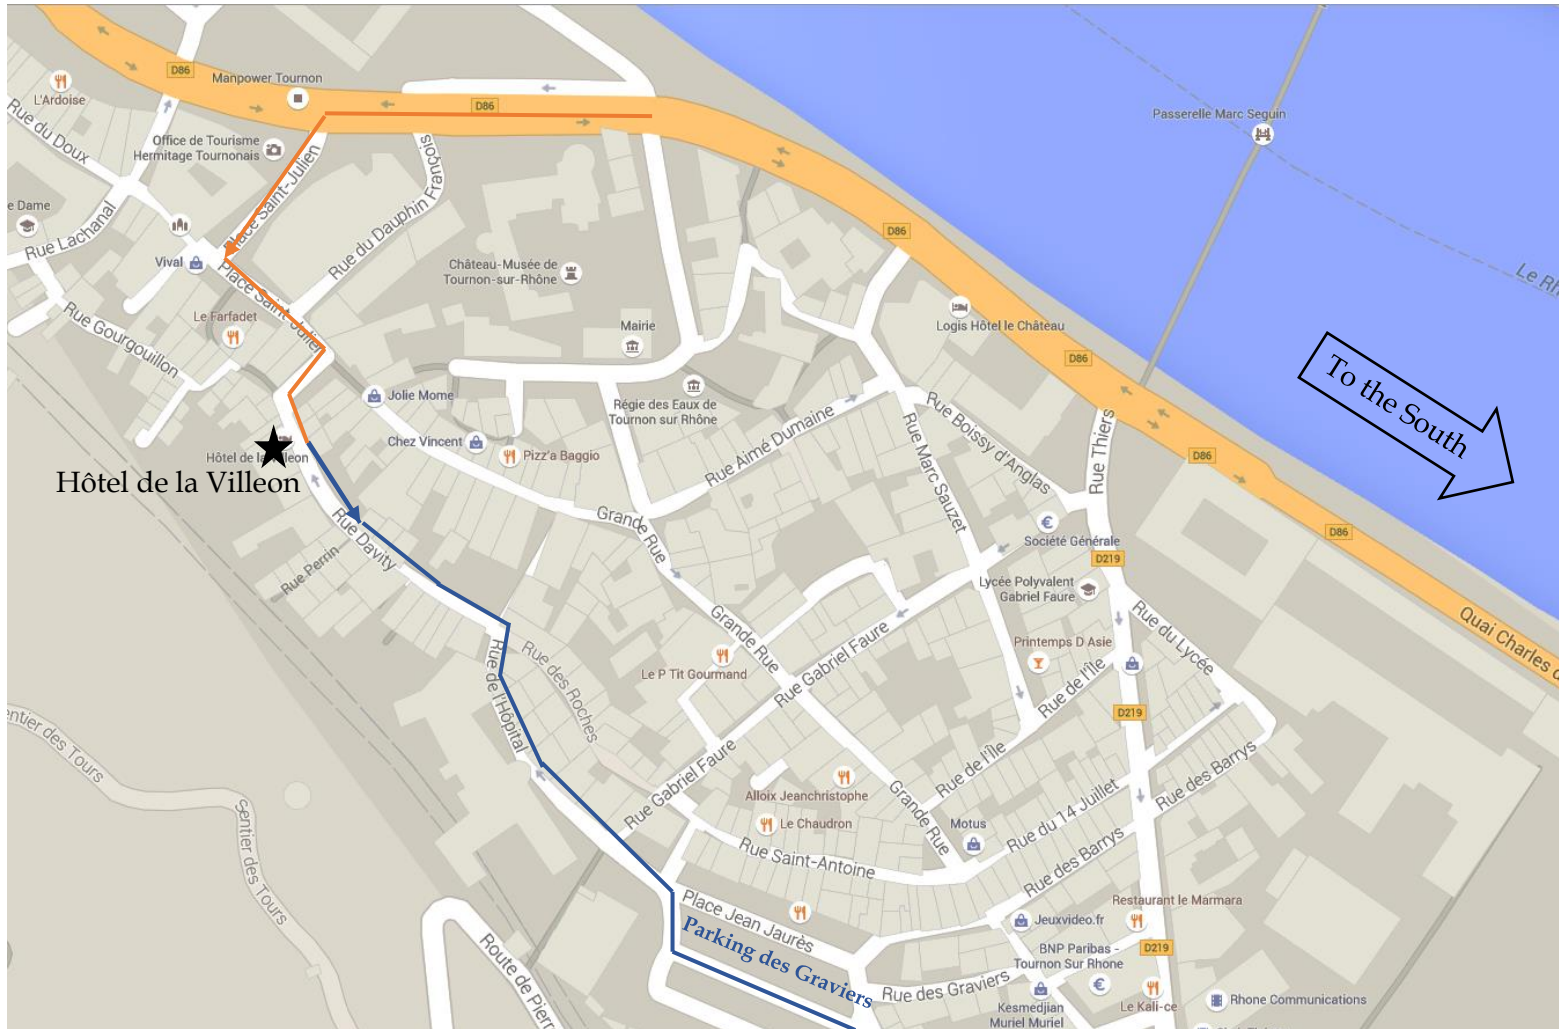 D86
Manpower Tournon
L'Ardoise
D86
Rue du Doux
Office de Tourisme
Hermitage Tournonais
Place Saint-Julien
Rue du Dauphin François
Passerelle Marc Seguin
e Dame
Rue Lachanal
Vival
Place Saint-Julien
Château-Musée de
Tournon-sur-Rhône
D86
Le Rh
Rue Gourgouillon
Le Farfadet
Mairie
Logis Hôtel le Château
D86
To the South
Jolie Mome
Régie des Eaux de
Tournon sur Rhône
Rue Aimé Dumaine
Rue Boissy d'Anglas
Rue Marc Sauzet
Rue Thiers
Chez Vincent
Pizz'a Baggio
Hôtel de la Villeon
Hôtel de la Villeon
D86
Rue Davity
Rue Perrin
Grande Rue
Société Générale
D86
D219
Lycée Polyvalent
Gabriel Faure
Rue du Lycée
Quai Charles d
Grande Rue
Rue Gabriel Faure
Printemps D Asie
Rue de l'Île
Le P Tit Gourmand
Rue des Roches
Rue de l'Hôpital
D219
entier des Tours
Sentier des Tours
Rue Gabriel Faure
Rue de l'Île
Rue des Barrys
Alloix Jeanchristophe
Le Chaudron
Grande Rue
Motus
Rue du 14 Juillet
Rue Saint-Antoine
Rue des Barrys
Place Jean Jaurès
Parking des Graviers
Restaurant le Marmara
Jeuxvideo.fr
D219
BNP Paribas -
Tournon Sur Rhone
Route de Pierr
Rue des Graviers
Kesmedjian
Muriel Muriel
Le Kali-ce
Rhone Communications